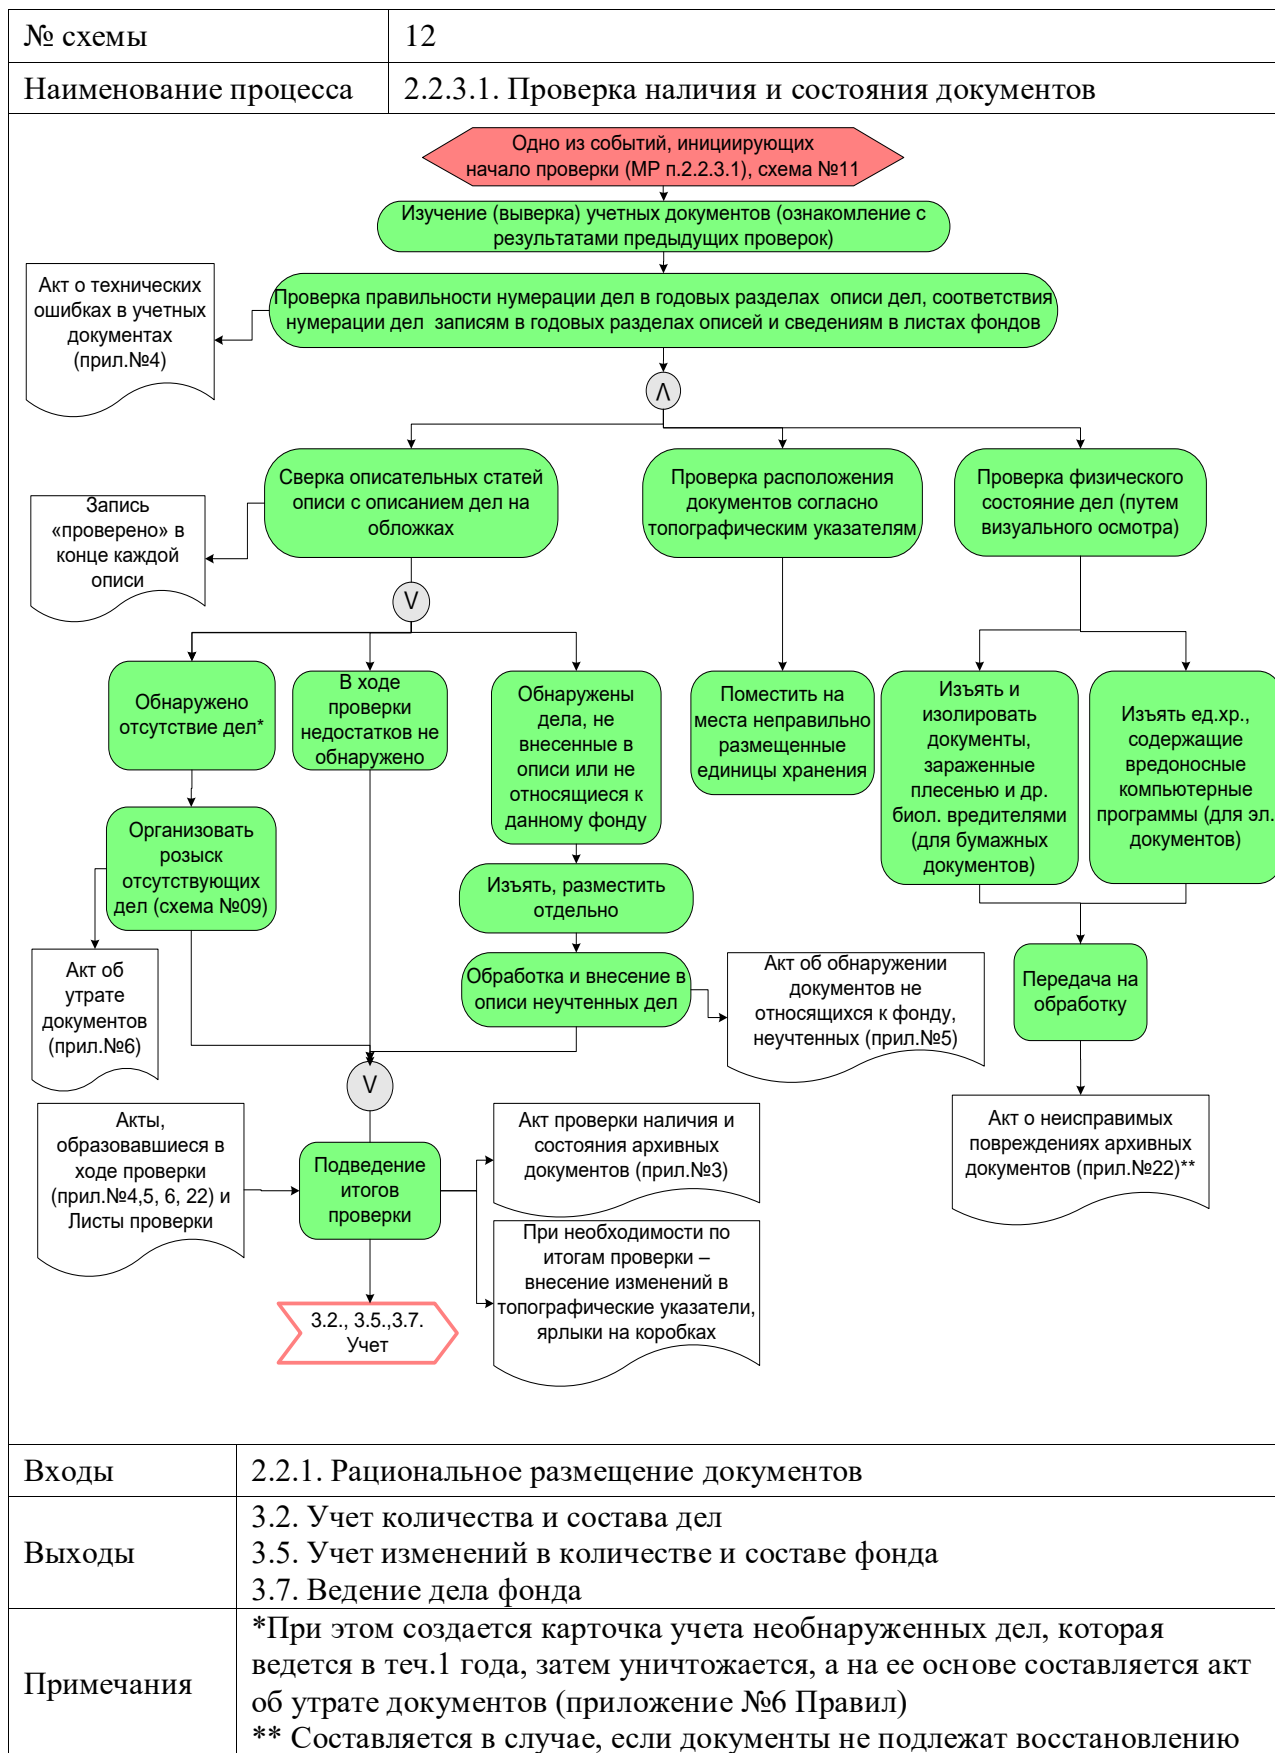 № схемы
12
Наименование процесса
2.2.3.1. Проверка наличия и состояния документов
Одно из событий, инициирующих
начало проверки (МР п.2.2.3.1), схема №11
Изучение (выверка) учетных документов (ознакомление с
результатами предыдущих проверок)
Акт о технических
ошибках в учетных
документах
(прил.№4)
Проверка правильности нумерации дел в годовых разделах описи дел, соответствия
нумерации дел записям в годовых разделах описей и сведениям в листах фондов
Λ
Запись
«проверено» в
конце каждой
описи
Сверка описательных статей
описи с описанием дел на
обложках
Проверка расположения
документов согласно
топографическим указателям
Проверка физического
состояние дел (путем
визуального осмотра)
V
Обнаружено
отсутствие дел*
В ходе
проверки
недостатков не
обнаружено
Обнаружены
дела, не
внесенные в
описи или не
относящиеся к
данному фонду
Поместить на
места неправильно
размещенные
единицы хранения
Изъять и
изолировать
документы,
зараженные
плесенью и др.
биол. вредителями
(для бумажных
документов)
Изъять ед.хр.,
содержащие
вредоносные
компьютерные
программы (для эл.
документов)
Организовать
розыск
отсутствующих
дел (схема №09)
Изъять, разместить
отдельно
Акт об
утрате
документов
(прил.№6)
Обработка и внесение в
описи неучтенных дел
Акт об обнаружении
документов не
относящихся к фонду,
неучтенных (прил.№5)
Передача на
обработку
V
Акты,
образовавшиеся в
ходе проверки
(прил.№4,5, 6, 22) и
Листы проверки
Подведение
итогов
проверки
Акт проверки наличия и
состояния архивных
документов (прил.№3)
Акт о неисправимых
повреждениях архивных
документов (прил.№22)**
При необходимости по
итогам проверки –
внесение изменений в
топографические указатели,
ярлыки на коробках
3.2., 3.5.,3.7.
Учет
Входы
2.2.1. Рациональное размещение документов
Выходы
3.2. Учет количества и состава дел
3.5. Учет изменений в количестве и составе фонда
3.7. Ведение дела фонда
Примечания
*При этом создается карточка учета необнаруженных дел, которая
ведется в теч.1 года, затем уничтожается, а на ее основе составляется акт
об утрате документов (приложение №6 Правил)
** Составляется в случае, если документы не подлежат восстановлению